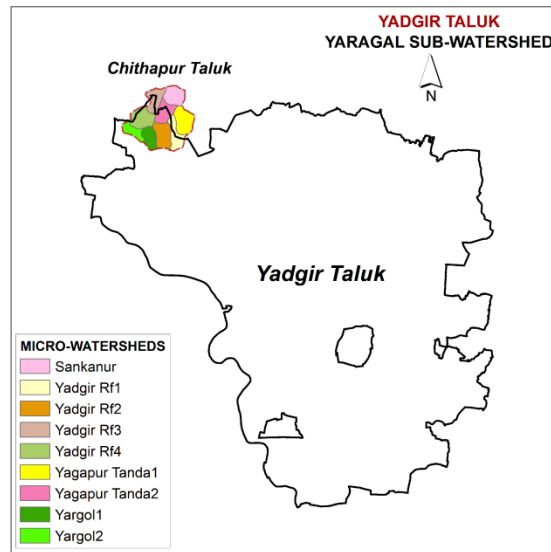 YADGIR TALUK
YARAGAL SUB-WATERSHED
Chithapur Taluk
N
Yadgir Taluk
MICRO-WATERSHEDS
Sankanur
Yadgir Rf1
Yadgir Rf2
Yadgir Rf3
Yadgir Rf4
Yagapur Tanda1
Yagapur Tanda2
Yargol1
Yargol2